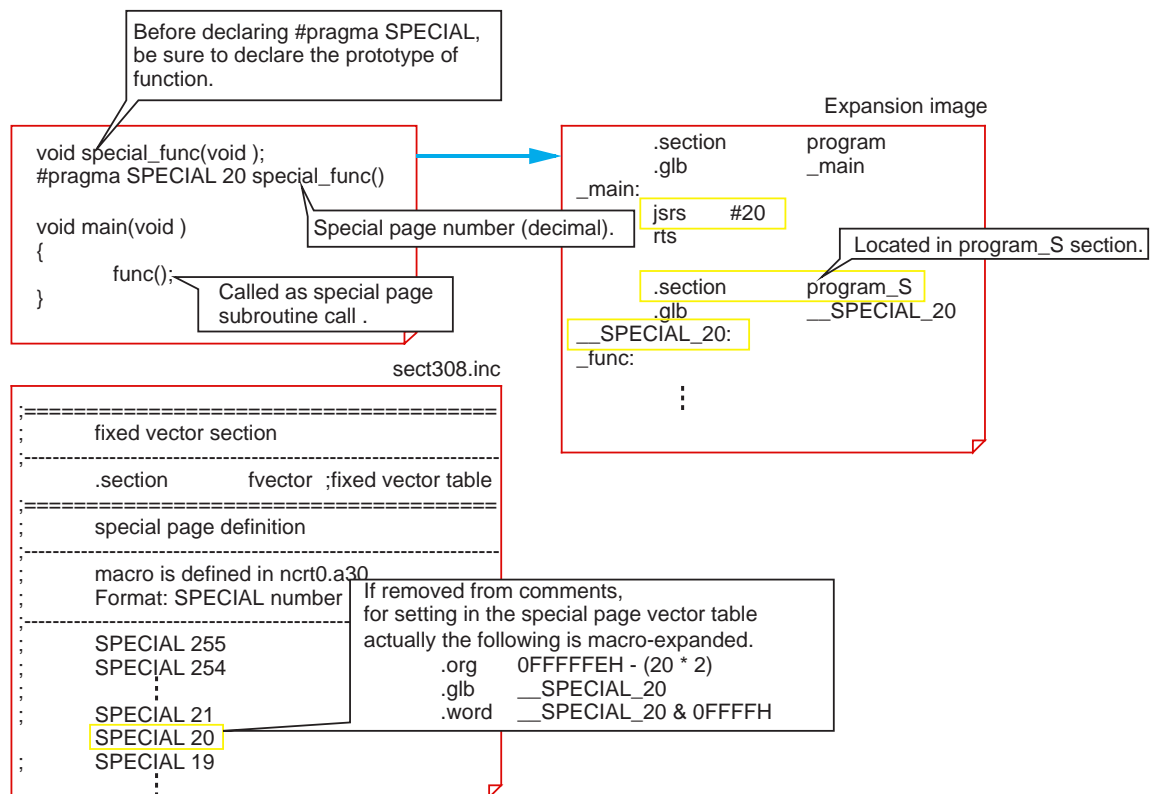 Before declaring #pragma SPECIAL,
be sure to declare the prototype of
function.
void special_func(void );
#pragma SPECIAL 20 special_func()
Special page number (decimal).
void main(void )
{
func();
}
Called as special page
subroutine call .
Expansion image
.section program
.glb _main
_main:
jsrs #20
rts
Located in program_S section.
.section program_S
.glb __SPECIAL_20
__SPECIAL_20:
_func:
sect308.inc
;=======================================
; fixed vector section
;---------------------------------------------------------------
.section fvector ;fixed vector table
;=======================================
; special page definition
;---------------------------------------------------------------
; macro is defined in ncrt0.a30
; Format: SPECIAL number
;---------------------------------------------------------------
; SPECIAL 255
; SPECIAL 254
;
;
; SPECIAL 21
SPECIAL 20
; SPECIAL 19
If removed from comments,
for setting in the special page vector table
actually the following is macro-expanded.
.org 0FFFFFEH - (20 * 2)
.glb __SPECIAL_20
.word __SPECIAL_20 & 0FFFFH